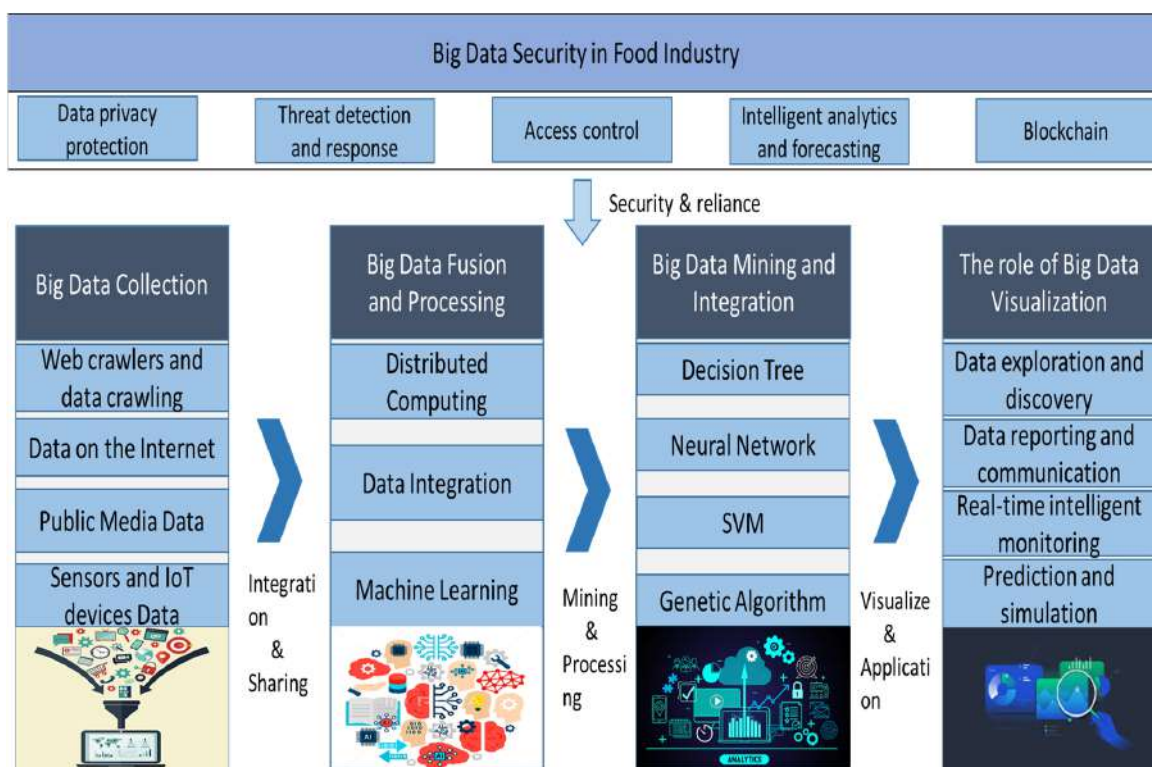 Big Data Security in Food Industry
Data privacy
protection
Threat detection
and response
Access control
Intelligent analytics
and forecasting
Blockchain
Security & reliance
Big Data Collection
Web crawlers and
data crawling
Data on the Internet
Public Media Data
Sensors and IoT
devices Data
Integrati
on
&
Sharing
Big Data Fusion
and Processing
Distributed
Computing
Data Integration
Machine Learning
AI
Mining
&
Processi
ng
Big Data Mining and
Integration
Decision Tree
Neural Network
SVM
Genetic Algorithm
ANALYTICS
Visualize
&
Applicati
on
The role of Big Data
Visualization
Data exploration and
discovery
Data reporting and
communication
Real-time intelligent
monitoring
Prediction and
simulation